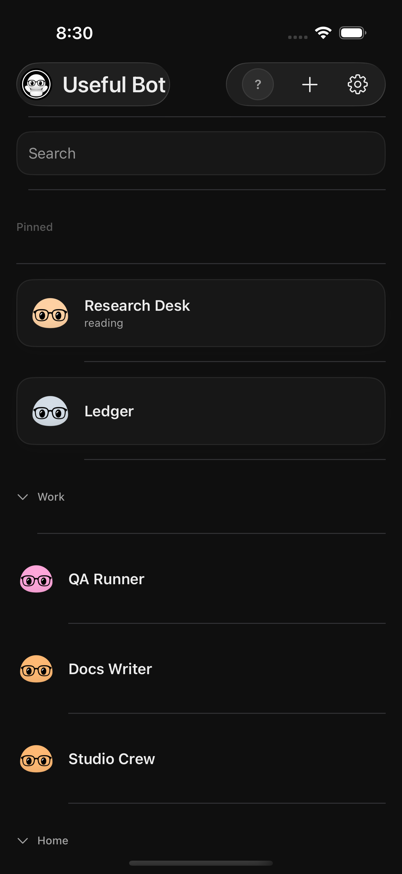 8:30
Useful Bot
?
Search
Pinned
Research Desk
reading
Ledger
Work
QA Runner
Docs Writer
Studio Crew
Home